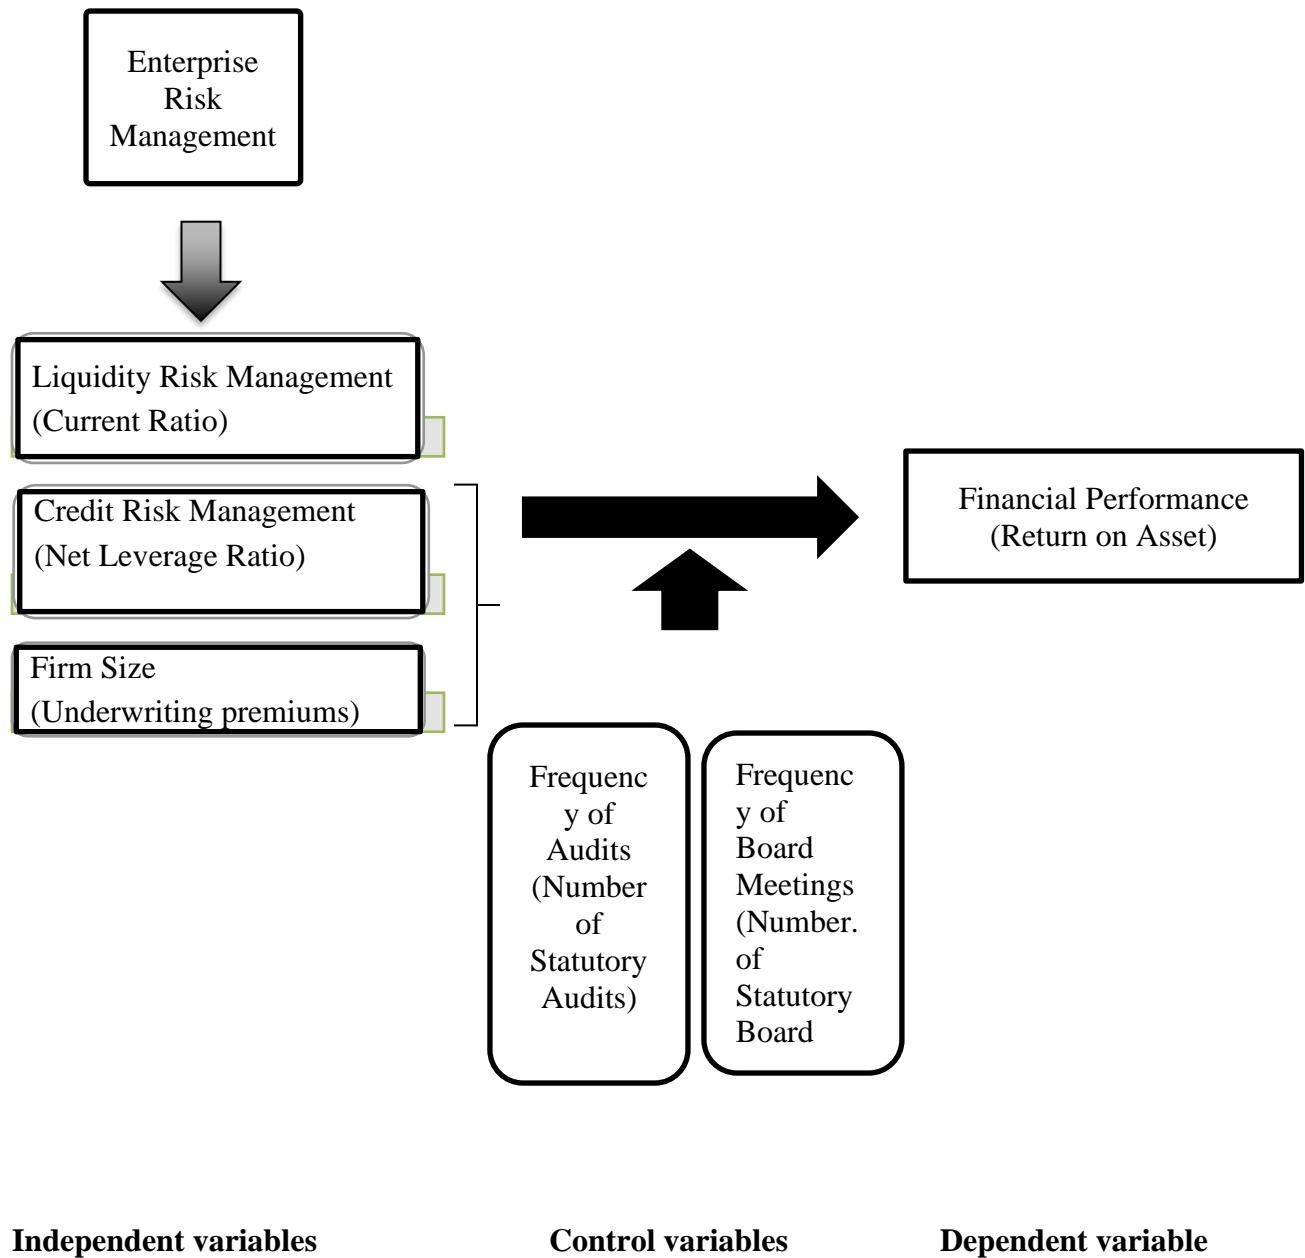 Enterprise
Risk
Management
Liquidity Risk Management
(Current Ratio)
Credit Risk Management
(Net Leverage Ratio)
Firm Size
(Underwriting premiums)
Financial Performance
(Return on Asset)
Frequenc
y of
Audits
(Number
of
Statutory
Audits)
Frequenc
y of
Board
Meetings
(Number.
of
Statutory
Board
Independent variables
Control variables
Dependent variable